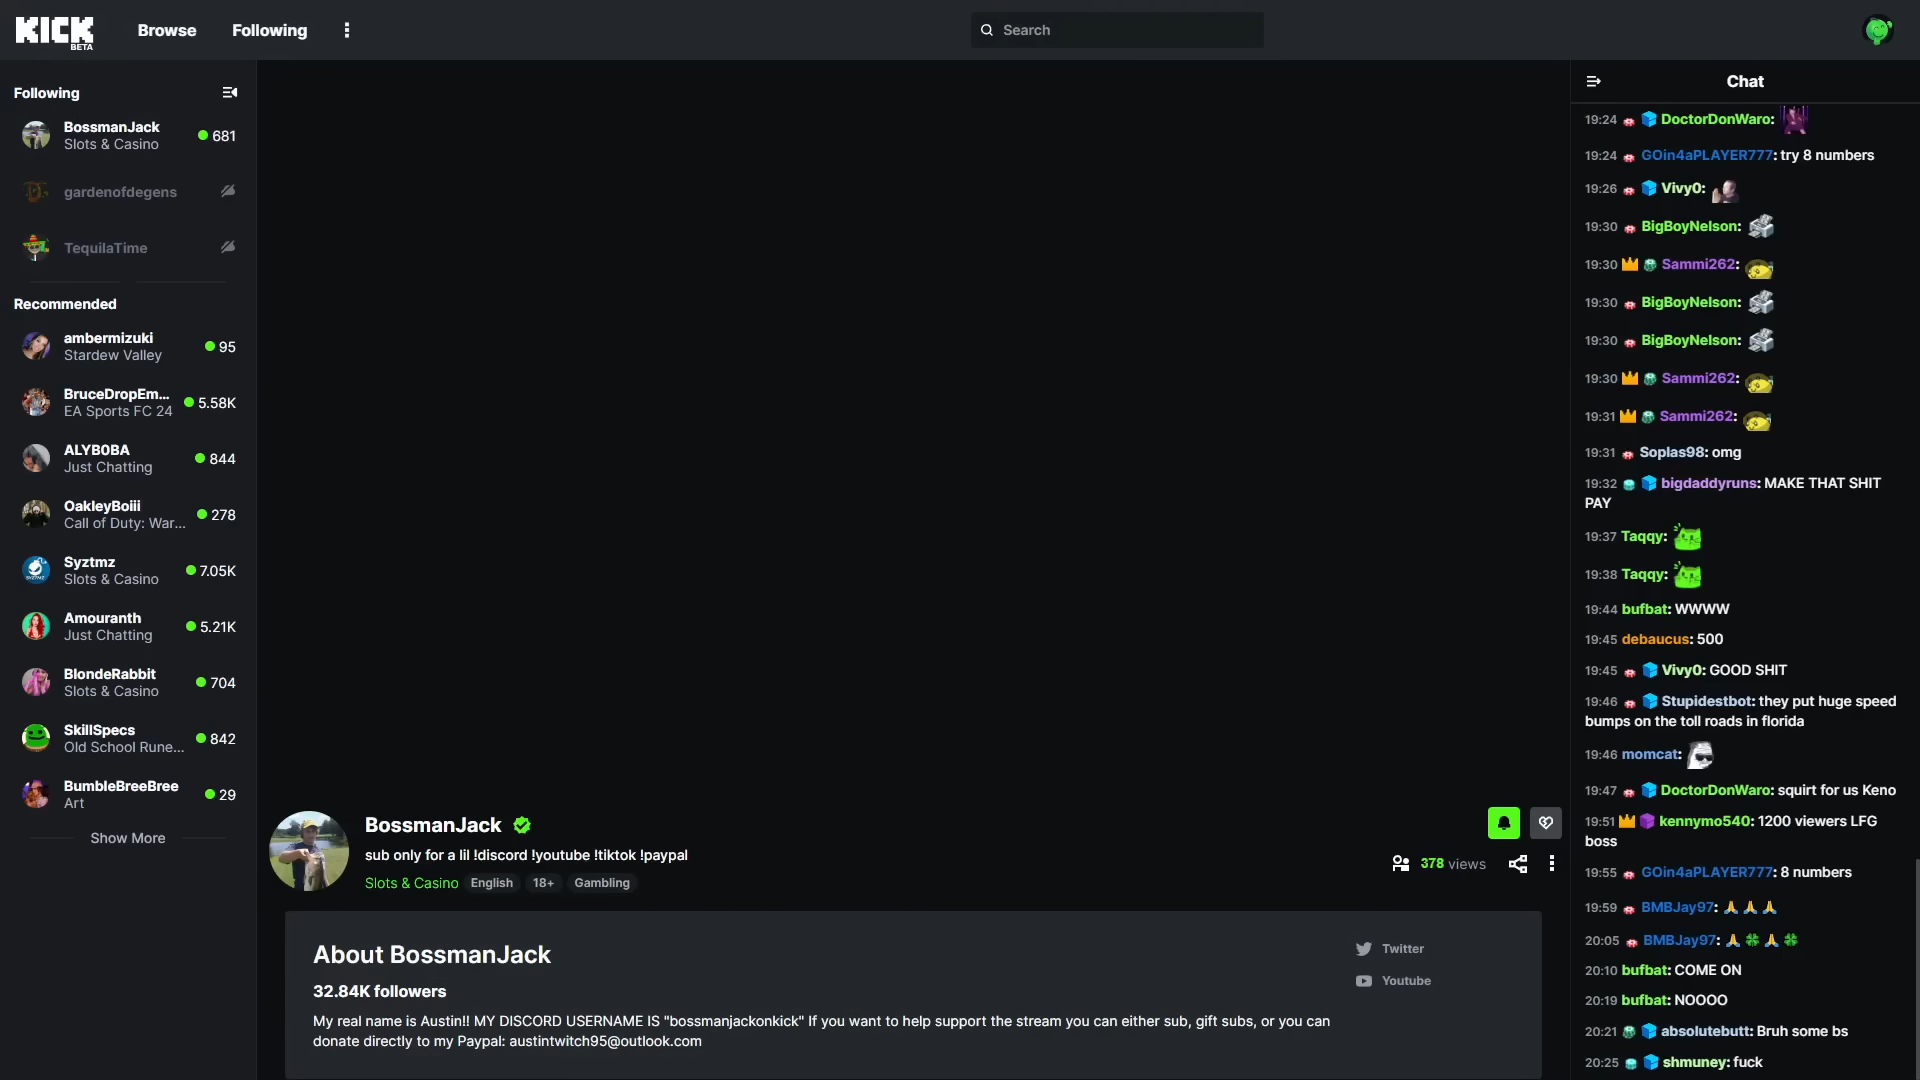 KICK
BETA
Browse
Following
Search
Following
BossmanJack
Slots & Casino
681
gardenofdegens
TequilaTime
Recommended
ambermizuki
Stardew Valley
95
BruceDropEm...
EA Sports FC 24
5.58K
ALYB0BA
Just Chatting
844
OakleyBoiii
Call of Duty: War...
278
Syztmz
Slots & Casino
7.05K
Amouranth
Just Chatting
5.21K
BlondeRabbit
Slots & Casino
704
SkillSpecs
Old School Rune...
842
BumbleBreeBree
Art
29
Show More
BossmanJack
sub only for a lil !discord !youtube !tiktok !paypal
Slots & Casino English 18+ Gambling
378 views
About BossmanJack
32.84K followers
My real name is Austin!! MY DISCORD USERNAME IS "bossmanjackonkick" If you want to help support the stream you can either sub, gift subs, or you can
donate directly to my Paypal: austintwitch95@outlook.com
Twitter
Youtube
Chat
19:24 DoctorDonWaro:
19:24 GOin4aPLAYER777: try 8 numbers
19:26 Vivy0:
19:30 BigBoyNelson:
19:30 Sammi262:
19:30 BigBoyNelson:
19:30 BigBoyNelson:
19:30 Sammi262:
19:31 Sammi262:
19:31 Soplas98: omg
19:32 bigdaddyruns: MAKE THAT SHIT
PAY
19:37 Taqqy:
19:38 Taqqy:
19:44 bufbat: WWWW
19:45 debaucus: 500
19:45 Vivy0: GOOD SHIT
19:46 Stupidestbot: they put huge speed
bumps on the toll roads in florida
19:46 momcat:
19:47 DoctorDonWaro: squirt for us Keno
19:51 kennymo540: 1200 viewers LFG
boss
19:55 GOin4aPLAYER777: 8 numbers
19:59 BMBJay97: 🙏 🙏 🙏
20:05 BMBJay97: 🙏 🍀 🙏 🍀
20:10 bufbat: COME ON
20:19 bufbat: NOOOO
20:21 absolutebutt: Bruh some bs
20:25 shmuney: fuck